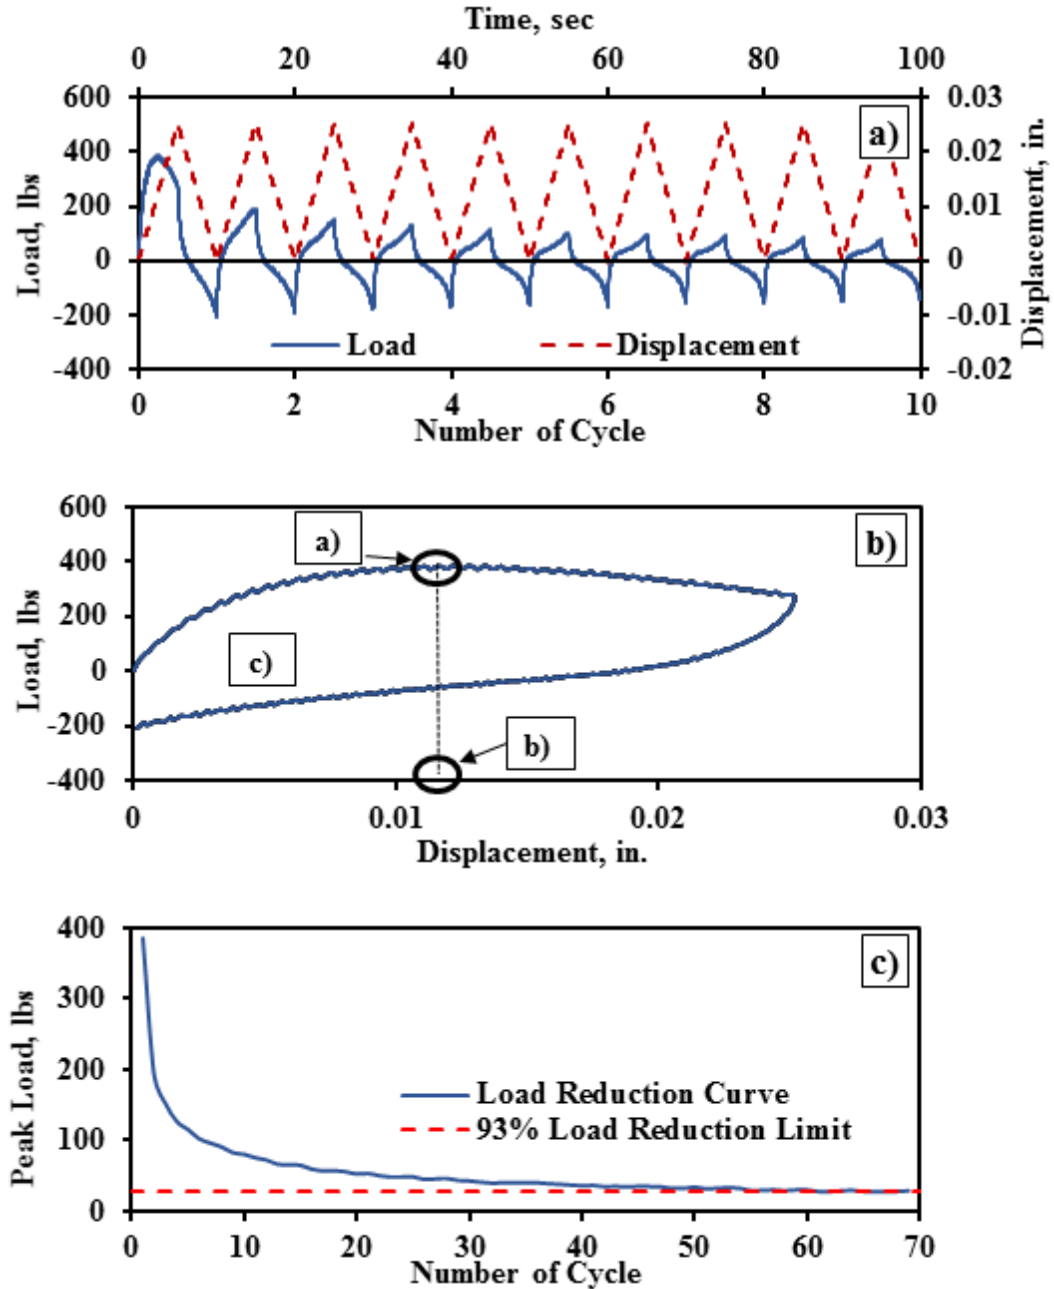 Time, sec
0 20 40 60 80 100
600 0.03
400 0.02
200 0.01
0 0
-200 -0.01
-400 -0.02
a)
Load, lbs
Displacement, in.
Load Displacement
0 2 4 6 8 10
Number of Cycle
600
400
200
0
-200
-400
Load, lbs
a)
b)
c)
b)
0 0.01 0.02 0.03
Displacement, in.
400
300
200
100
0
Peak Load, lbs
c)
Load Reduction Curve
93% Load Reduction Limit
0 10 20 30 40 50 60 70
Number of Cycle